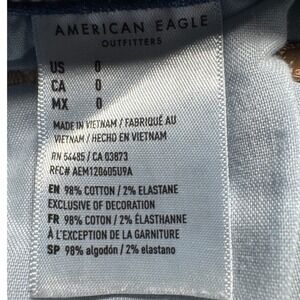 AMERICAN EAGLE
OUTFITTERS
US 0
CA 0
MX 0
MADE IN VIETNAM / FABRIQUÉ AU
VIETNAM / HECHO EN VIETNAM
RN 54485 / CA 03873
RFC# AEM120605U9A
EN 98% COTTON / 2% ELASTANE
EXCLUSIVE OF DECORATION
FR 98% COTON / 2% ÉLASTHANNE
À L'EXCEPTION DE LA GARNITURE
SP 98% algodón / 2% elastano